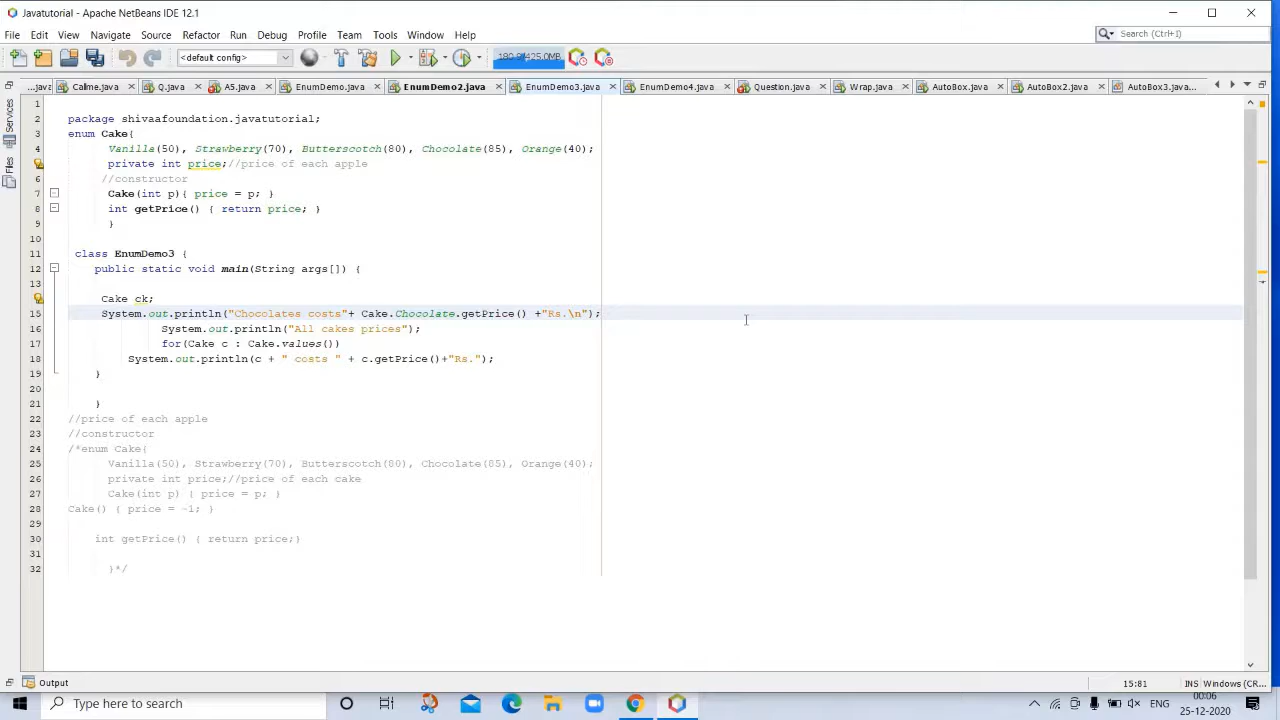 Javatutorial - Apache NetBeans IDE 12.1
File Edit View Navigate Source Refactor Run Debug Profile Team Tools Window Help
Search (Ctrl+I)
<default config>
...java Callme.java Q.java A5.java EnumDemo.java EnumDemo2.java EnumDemo3.java EnumDemo4.java Question.java Wrap.java AutoBox.java AutoBox2.java AutoBox3.java...
Services
Files
1
2 package shivaafoundation.javatutorial;
3 enum Cake{
4 Vanilla(50), Strawberry(70), Butterscotch(80), Chocolate(85), Orange(40);
private int price;//price of each apple
6 //constructor
7 Cake(int p){ price = p; }
8 int getPrice() { return price; }
9 }
10
11 class EnumDemo3 {
12 public static void main(String args[]) {
13
Cake ck;
15 System.out.println("Chocolates costs"+ Cake.Chocolate.getPrice() +"Rs.\n");
16 System.out.println("All cakes prices");
17 for(Cake c : Cake.values())
18 System.out.println(c + " costs " + c.getPrice()+"Rs.");
19 }
20
21 }
22 //price of each apple
23 //constructor
24 /*enum Cake{
25 Vanilla(50), Strawberry(70), Butterscotch(80), Chocolate(85), Orange(40);
26 private int price;//price of each cake
27 Cake(int p) { price = p; }
28 Cake() { price = -1; }
29
30 int getPrice() { return price;}
31
32 }*/
Output
15:81 INS Windows (CR...
Type here to search
ENG
00:06
25-12-2020